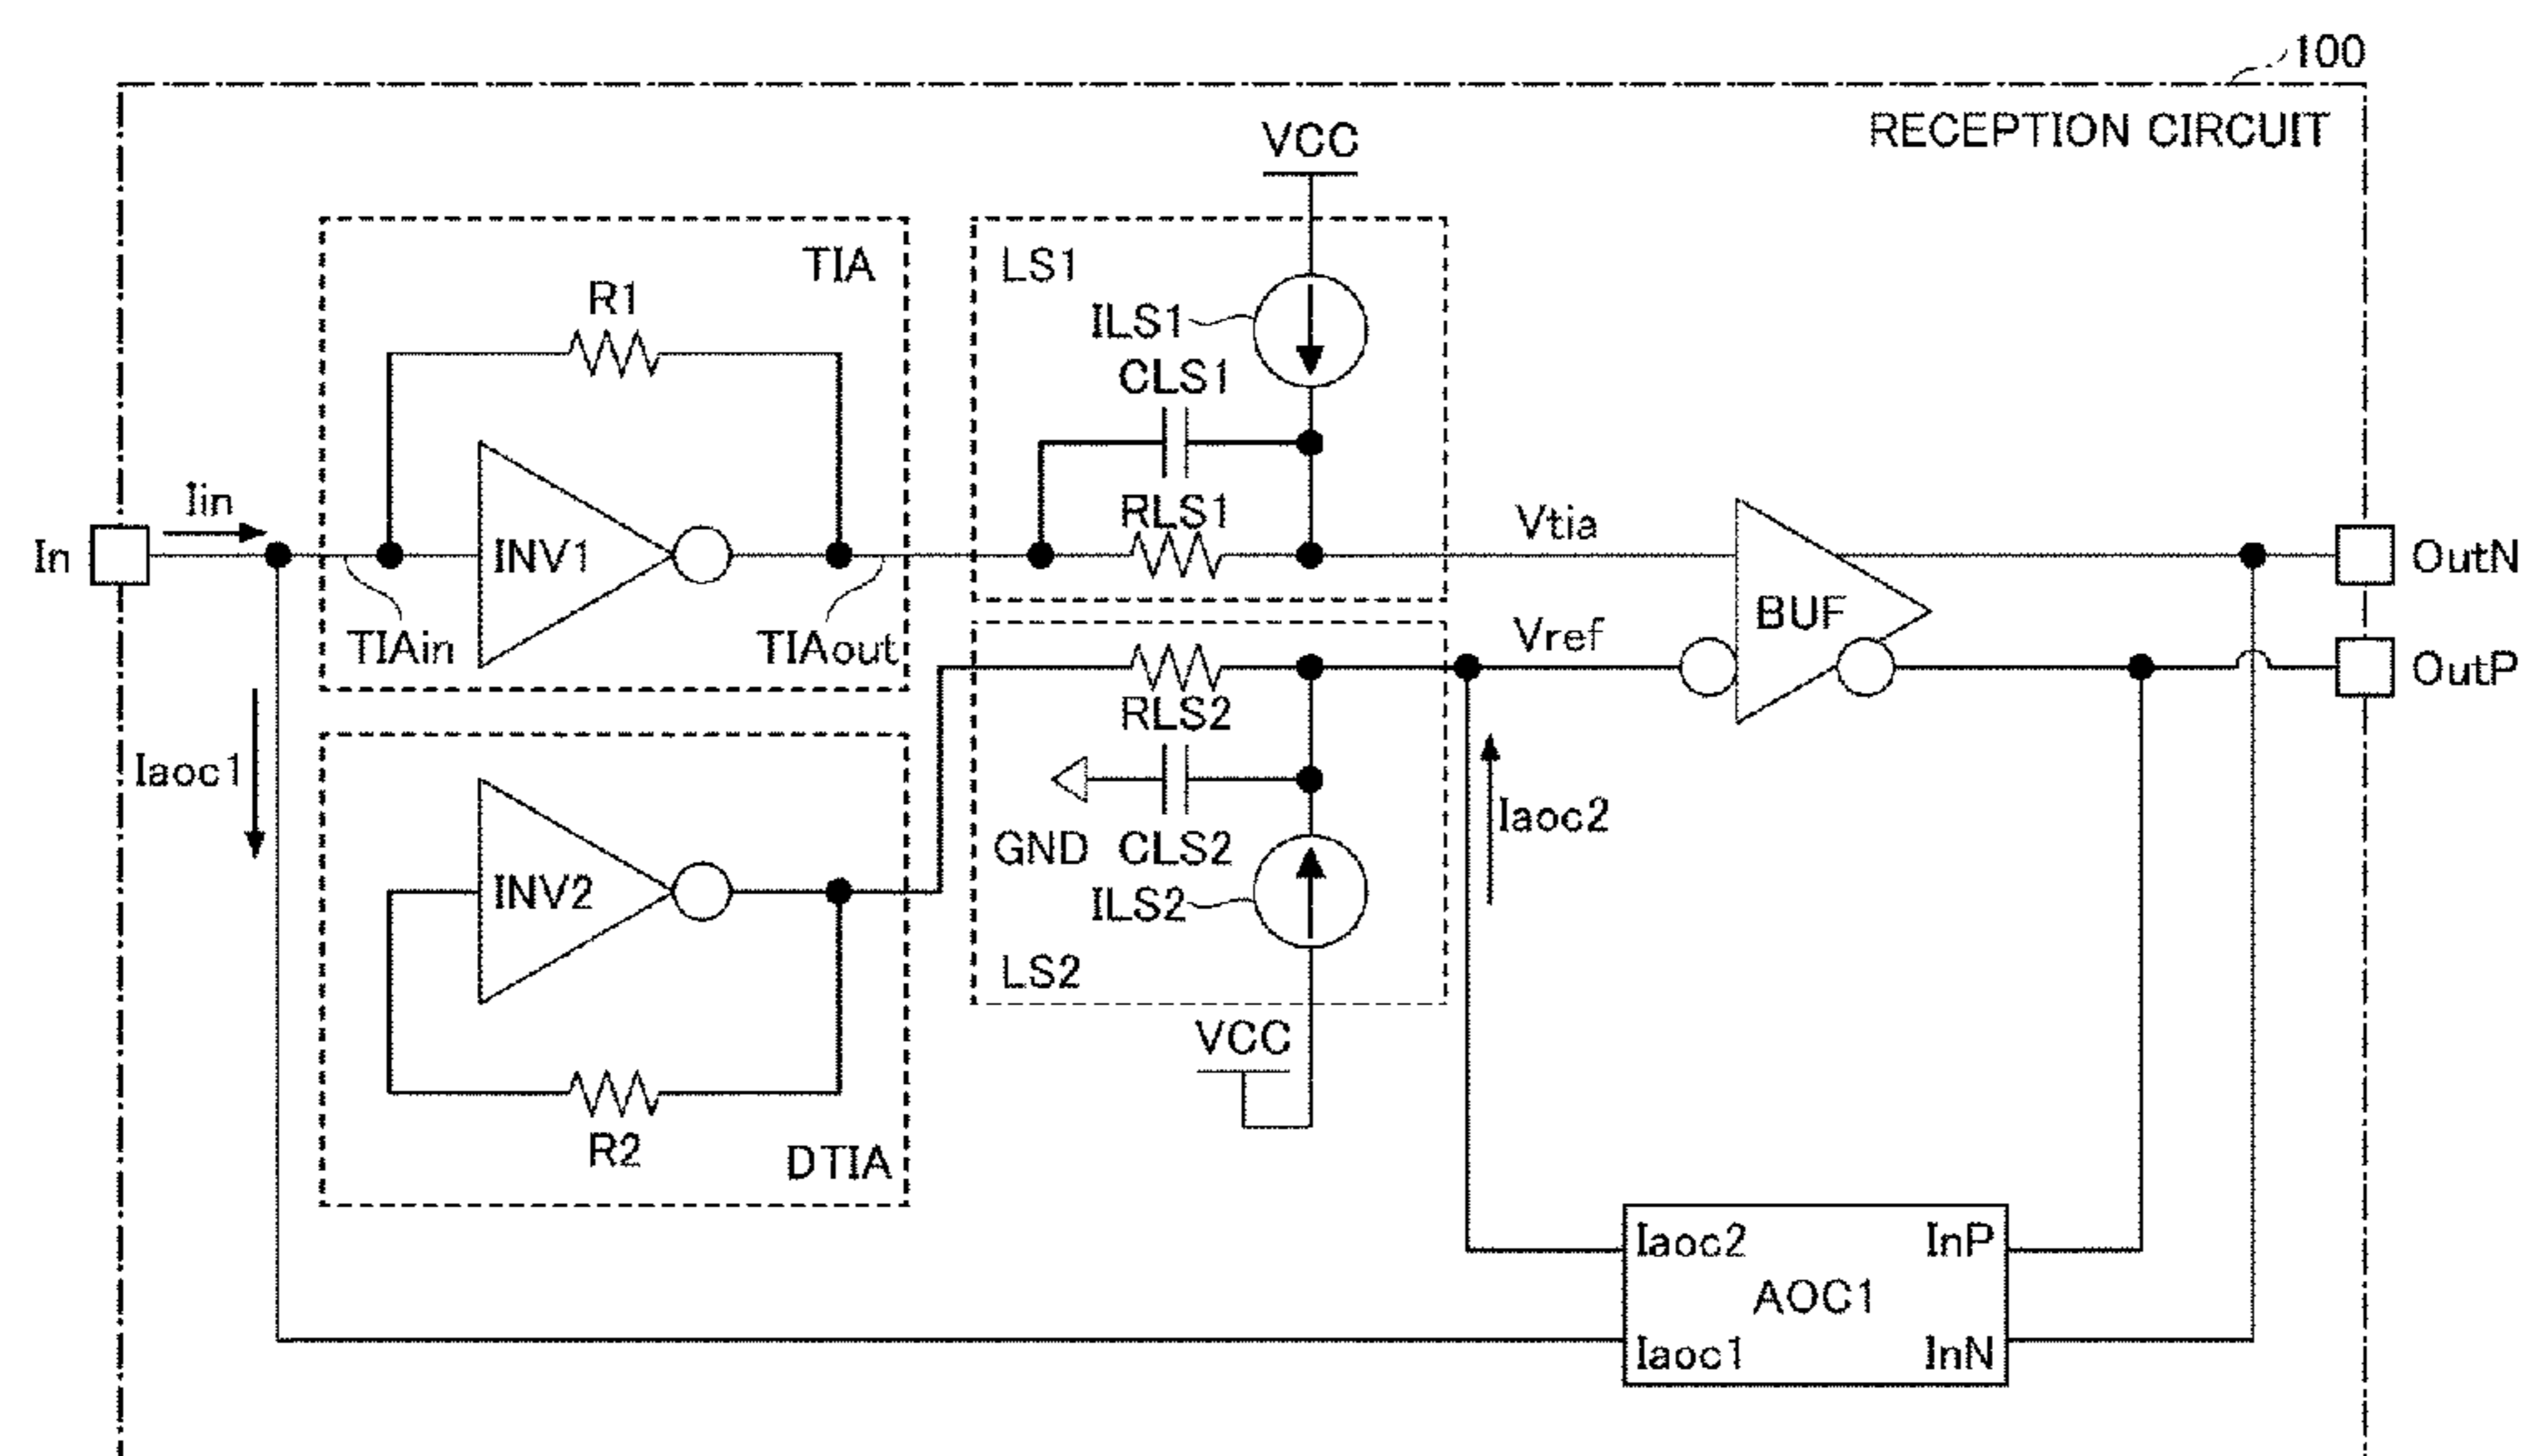 100
RECEPTION CIRCUIT
VCC
TIA
LS1
R1
ILS1
CLS1
Iin
RLS1
Vtia
In
INV1
OutN
BUF
TIAin
TIAout
Vref
OutP
RLS2
Iaoc1
Iaoc2
GND
CLS2
INV2
ILS2
LS2
VCC
R2
DTIA
Iaoc2
InP
AOC1
Iaoc1
InN